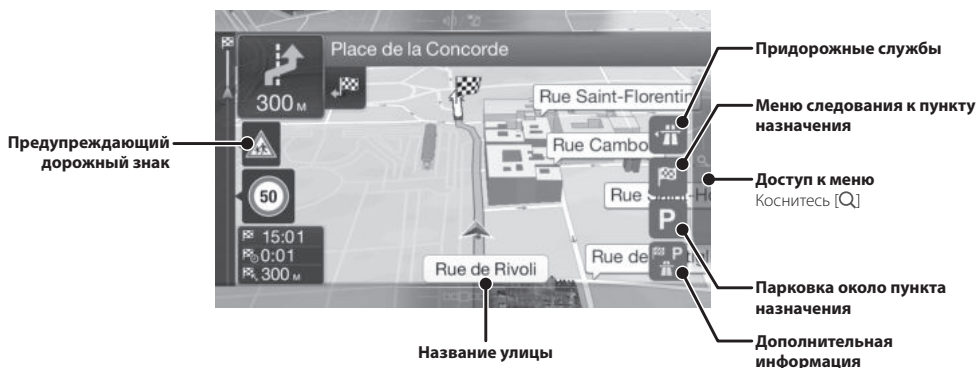 Place de la Concorde
300 м
50
15:01
0:01
300 м
Rue Saint-Florentin
Rue Cambo
Rue Saint-H
Rue de
P
P
Rue de Rivoli
Предупреждающий
дорожный знак
Название улицы
Придорожные службы
Меню следования к пункту
назначения
Доступ к меню
Коснитесь []
Парковка около пункта
назначения
Дополнительная
информация